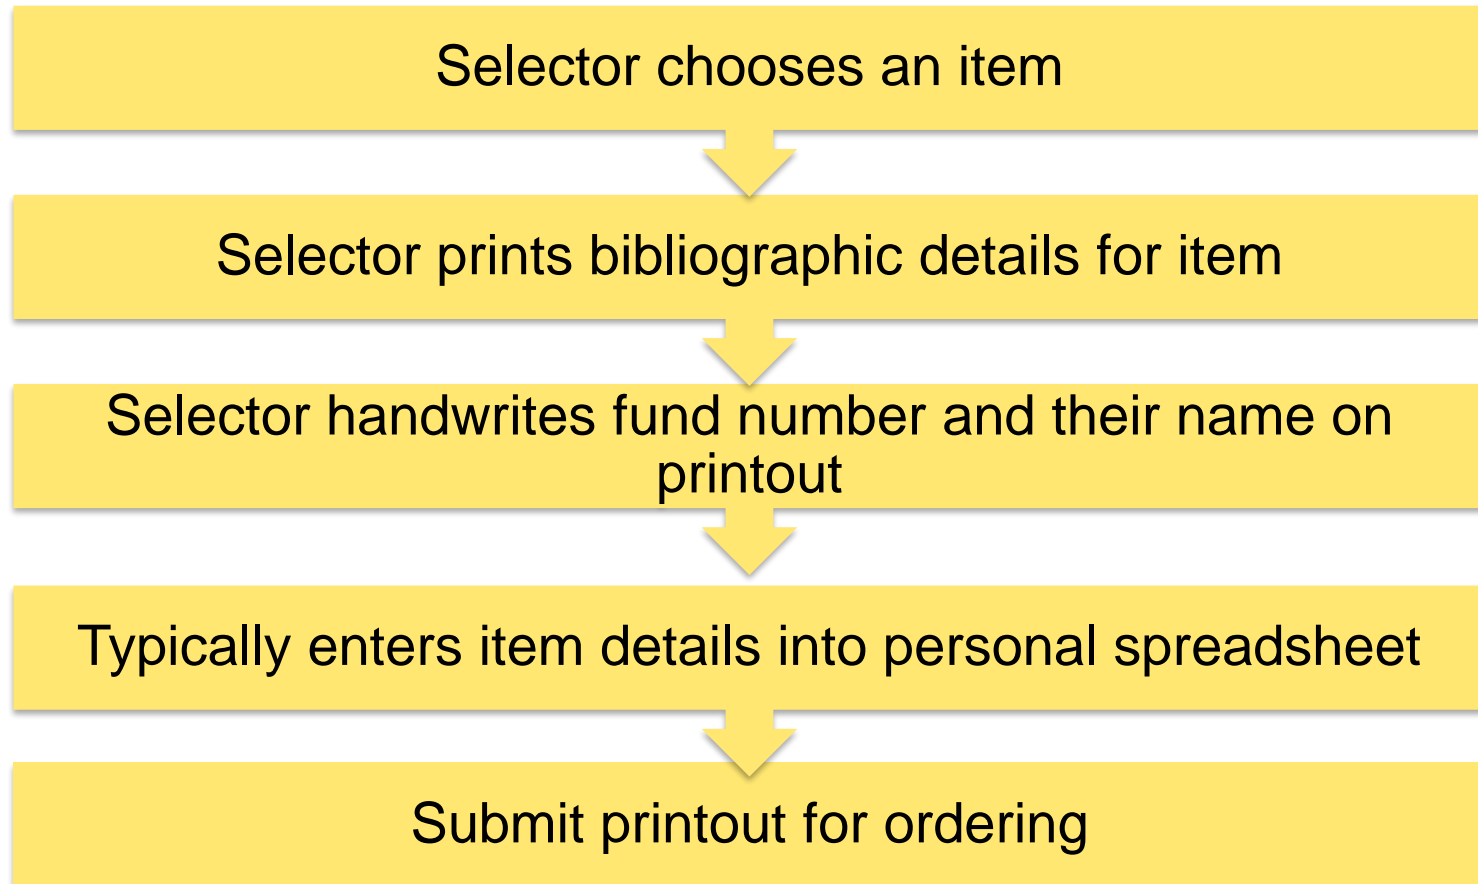 Selector chooses an item
Selector prints bibliographic details for item
Selector handwrites fund number and their name on
printout
Typically enters item details into personal spreadsheet
Submit printout for ordering